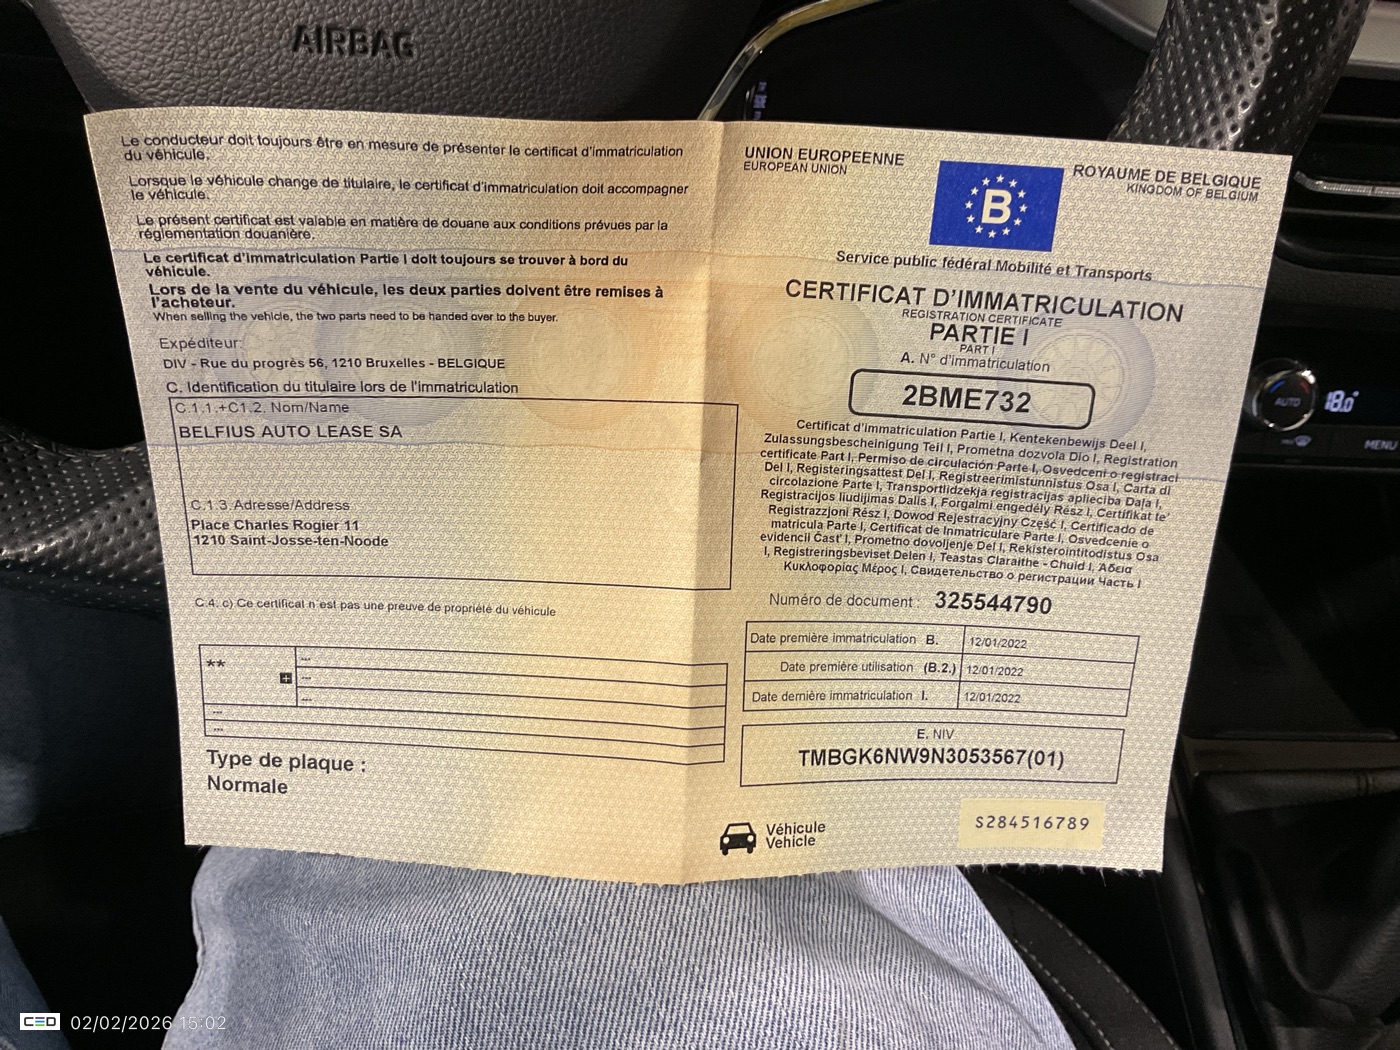 AIRBAG
Le conducteur doit toujours être en mesure de présenter le certificat d'immatriculation
du véhicule.
Lorsque le véhicule change de titulaire, le certificat d'immatriculation doit accompagner
le véhicule.
Le présent certificat est valable en matière de douane aux conditions prévues par la
réglementation douanière.
Le certificat d'immatriculation Partie I doit toujours se trouver à bord du
véhicule.
Lors de la vente du véhicule, les deux parties doivent être remises à
l'acheteur.
When selling the vehicle, the two parts need to be handed over to the buyer.
Expéditeur:
DIV - Rue du progrès 56, 1210 Bruxelles - BELGIQUE
C. Identification du titulaire lors de l'immatriculation
C.1.1.+C1.2. Nom/Name
BELFIUS AUTO LEASE SA
C.1.3. Adresse/Address
Place Charles Rogier 11
1210 Saint-Josse-ten-Noode
C.4. c) Ce certificat n'est pas une preuve de propriété du véhicule
**
---
---
---
---
---
Type de plaque :
Normale
UNION EUROPEENNE
EUROPEAN UNION
B
ROYAUME DE BELGIQUE
KINGDOM OF BELGIUM
Service public fédéral Mobilité et Transports
CERTIFICAT D'IMMATRICULATION
REGISTRATION CERTIFICATE
PARTIE I
PART I
A. N° d'immatriculation
2BME732
Certificat d'Immatriculation Partie I, Kentekenbewijs Deel I,
Zulassungsbescheinigung Teil I, Prometna dozvola Dio I, Registration
certificate Part I, Permiso de circulación Parte I, Osvedceni o registraci
Del I, Registeringsattest Del I, Registreerimistunnistus Osa I, Carta di
circolazione Parte I, Transportlidzekja registracijas aplieciba Daļa I,
Registracijos liudijimas Dalis I, Forgalmi engedély Rész I, Certifikat te'
Registrazzjoni Rész I, Dowod Rejestracyjny Część I, Certificado de
matricula Parte I, Certificat de Inmatriculare Parte I, Osvedcenie o
evidencii Čast' I, Prometno dovoljenje Del I, Rekisterointitodistus Osa
I, Registreringsbeviset Delen I, Teastas Claraithe - Chuid I, Άδεια
Κυκλοφορίας Μέρος I, Свидетельство о регистрации Часть I
Numéro de document : 325544790
Date première immatriculation B. 12/01/2022
Date première utilisation (B.2.) 12/01/2022
Date dernière immatriculation I. 12/01/2022
E. NIV
TMBGK6NW9N3053567(01)
Véhicule
Vehicle
S284516789
AUTO
18.0°
MENU
CED 02/02/2026 15:02